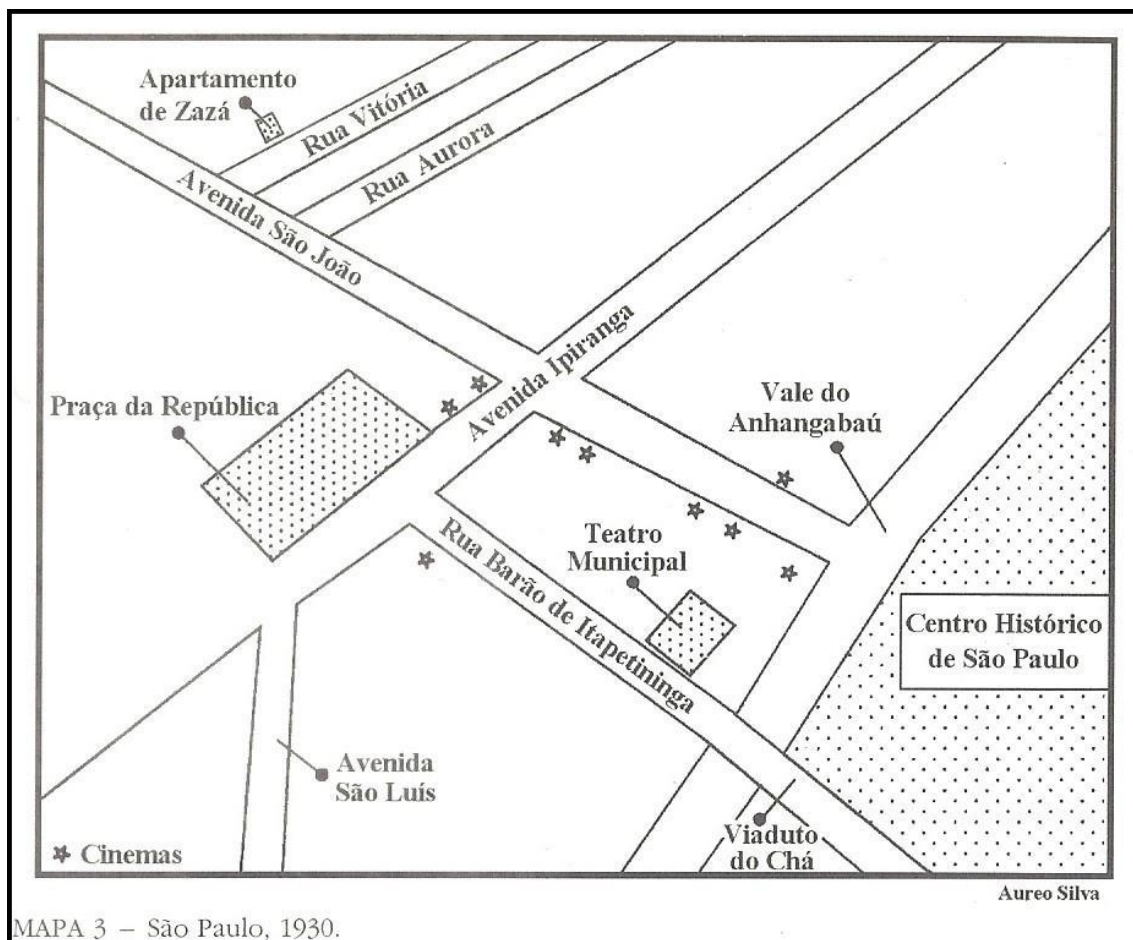 Apartamento
de Zazá
Rua Vitória
Rua Aurora
Avenida São João
Avenida Ipiranga
Praça da República
Vale do
Anhangabaú
Teatro
Municipal
Rua Barão de Itapetininga
Centro Histórico
de São Paulo
Avenida
São Luís
Viaduto
do Chá
Cinemas
Aureo Silva
MAPA 3 – São Paulo, 1930.